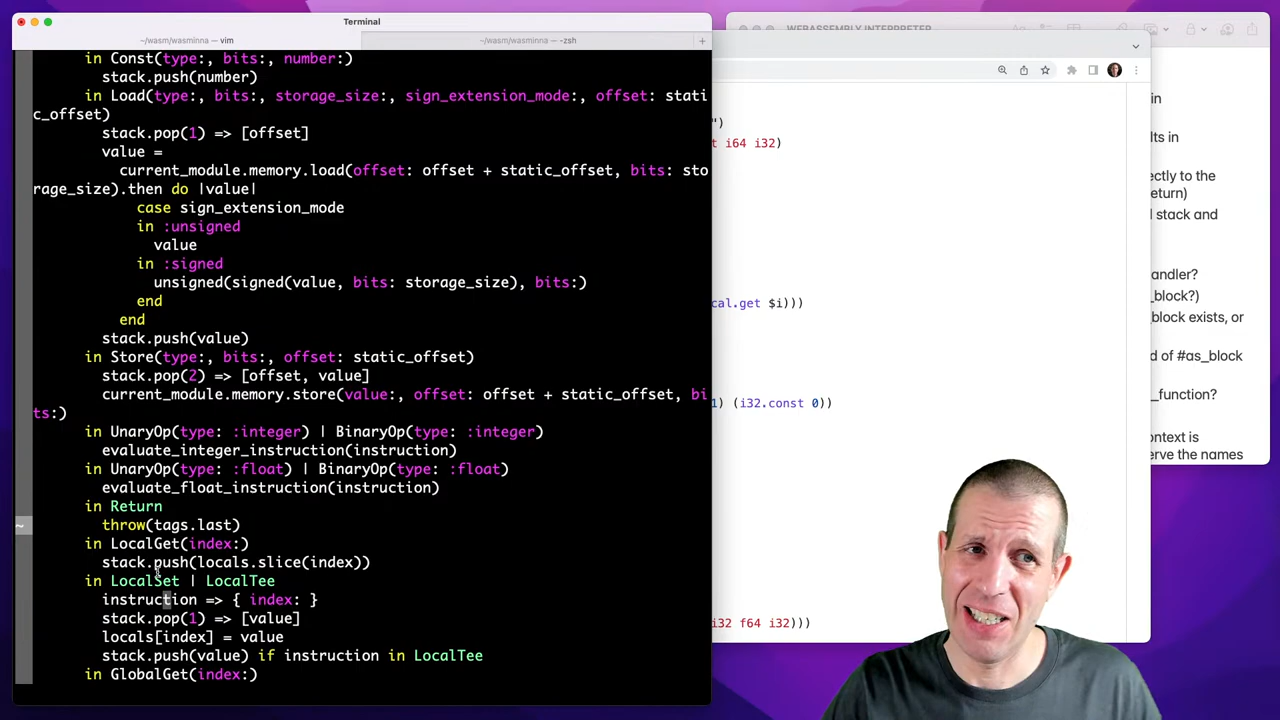 Terminal
~/wasm/wasminna — vim
~/wasm/wasminna — -zsh
+
in Const(type:, bits:, number:)
stack.push(number)
in Load(type:, bits:, storage_size:, sign_extension_mode:, offset: stati
c_offset)
stack.pop(1) => [offset]
value =
current_module.memory.load(offset: offset + static_offset, bits: sto
rage_size).then do |value|
case sign_extension_mode
in :unsigned
value
in :signed
unsigned(signed(value, bits: storage_size), bits:)
end
end
stack.push(value)
in Store(type:, bits:, offset: static_offset)
stack.pop(2) => [offset, value]
current_module.memory.store(value:, offset: offset + static_offset, bi
ts:)
in UnaryOp(type: :integer) | BinaryOp(type: :integer)
evaluate_integer_instruction(instruction)
in UnaryOp(type: :float) | BinaryOp(type: :float)
evaluate_float_instruction(instruction)
in Return
~ throw(tags.last)
in LocalGet(index:)
stack.push(locals.slice(index))
in LocalSet | LocalTee
instruction => { index: }
stack.pop(1) => [value]
locals[index] = value
stack.push(value) if instruction in LocalTee
in GlobalGet(index:)
WEBASSEMBLY INTERPRETER
")
t i64 i32)
cal.get $i)))
1) (i32.const 0))
i32 f64 i32)))
in
lts in
ectly to the
return)
l stack and
andler?
_block?)
_block exists, or
d of #as_block
_function?
ontext is
serve the names